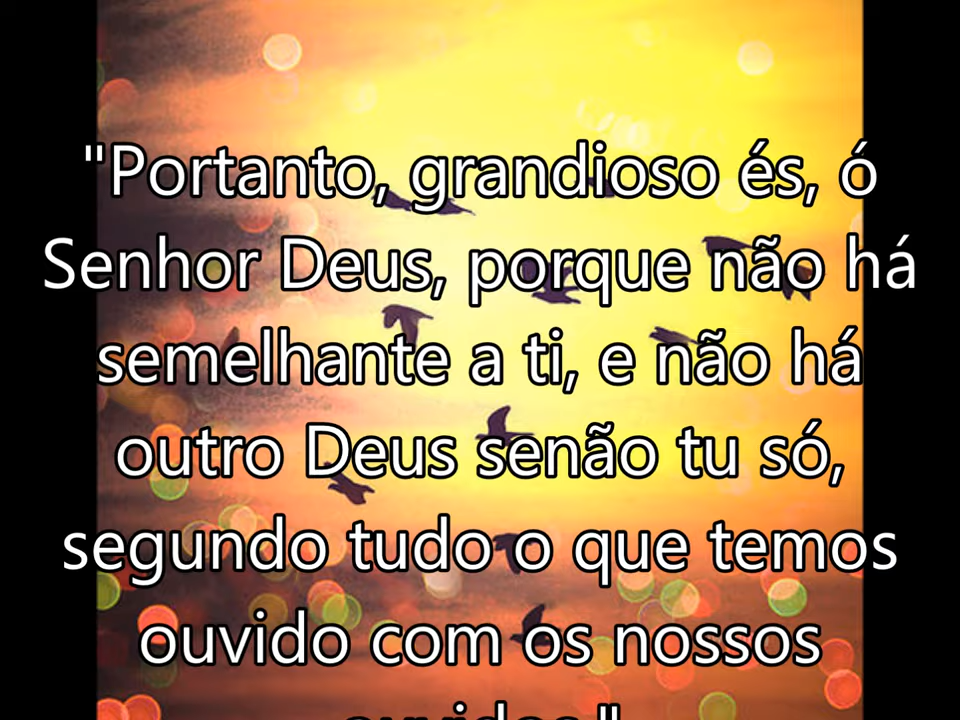 "Portanto, grandioso és, ó
Senhor Deus, porque não há
semelhante a ti, e não há
outro Deus senão tu só,
segundo tudo o que temos
ouvido com os nossos
ouvidos."